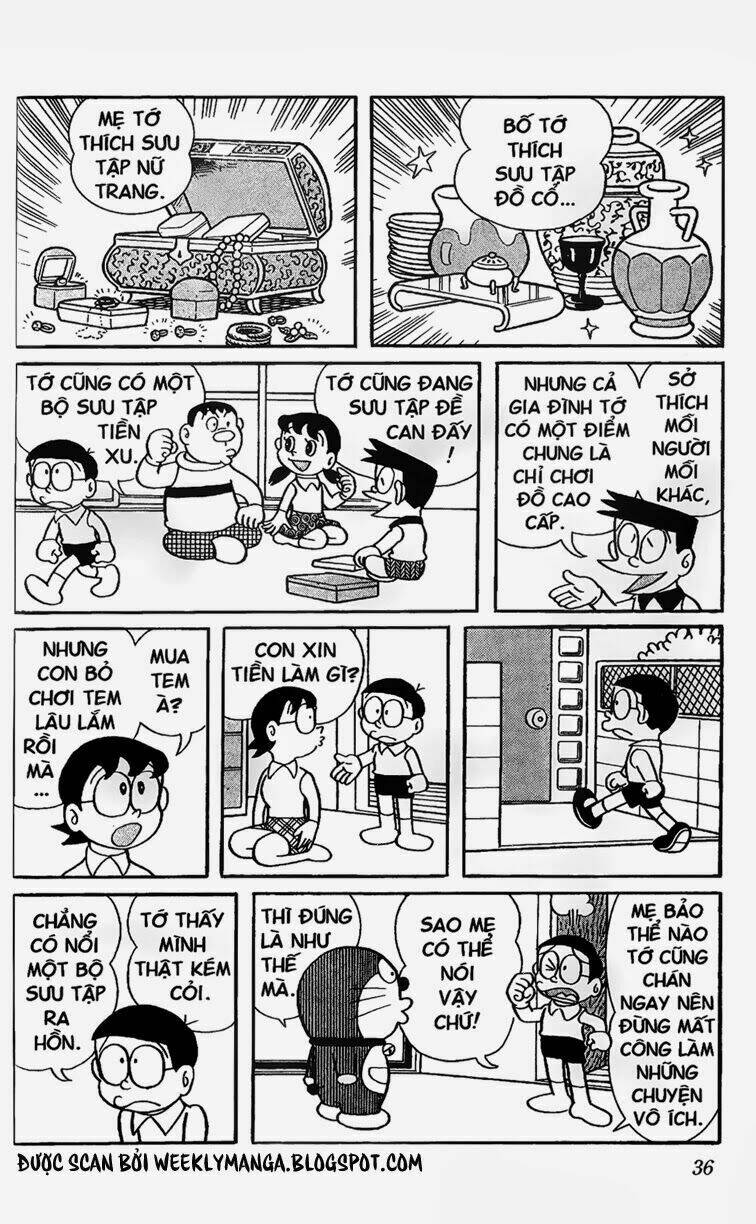 BỐ TỚ
THÍCH
SƯU TẬP
ĐỒ CỔ...
MẸ TỚ
THÍCH SƯU
TẬP NỮ
TRANG.
SỞ
THÍCH
MỖI
NGƯỜI
MỖI
KHÁC,
NHƯNG CẢ
GIA ĐÌNH TỚ
CÓ MỘT ĐIỂM
CHUNG LÀ
CHỈ CHƠI
ĐỒ CAO
CẤP.
TỚ CŨNG ĐANG
SƯU TẬP ĐỀ
CAN ĐẤY
!
TỚ CŨNG CÓ MỘT
BỘ SƯU TẬP
TIỀN
XU.
CON XIN
TIỀN LÀM GÌ?
MUA
TEM
À?
NHƯNG
CON BỎ
CHƠI TEM
LÂU LẮM
RỒI
MÀ
...
MẸ BẢO
THẾ NÀO
TỚ CŨNG
CHÁN
NGAY NÊN
ĐỪNG MẤT
CÔNG LÀM
NHỮNG
CHUYỆN
VÔ ÍCH.
SAO MẸ
CÓ THỂ
NÓI
VẬY
CHỨ!
THÌ ĐÚNG
LÀ NHƯ
THẾ
MÀ.
TỚ THẤY
MÌNH
THẬT KÉM
CỎI.
CHẲNG
CÓ NỔI
MỘT BỘ
SƯU TẬP
RA
HỒN.
ĐƯỢC SCAN BỞI WEEKLYMANGA.BLOGSPOT.COM
36